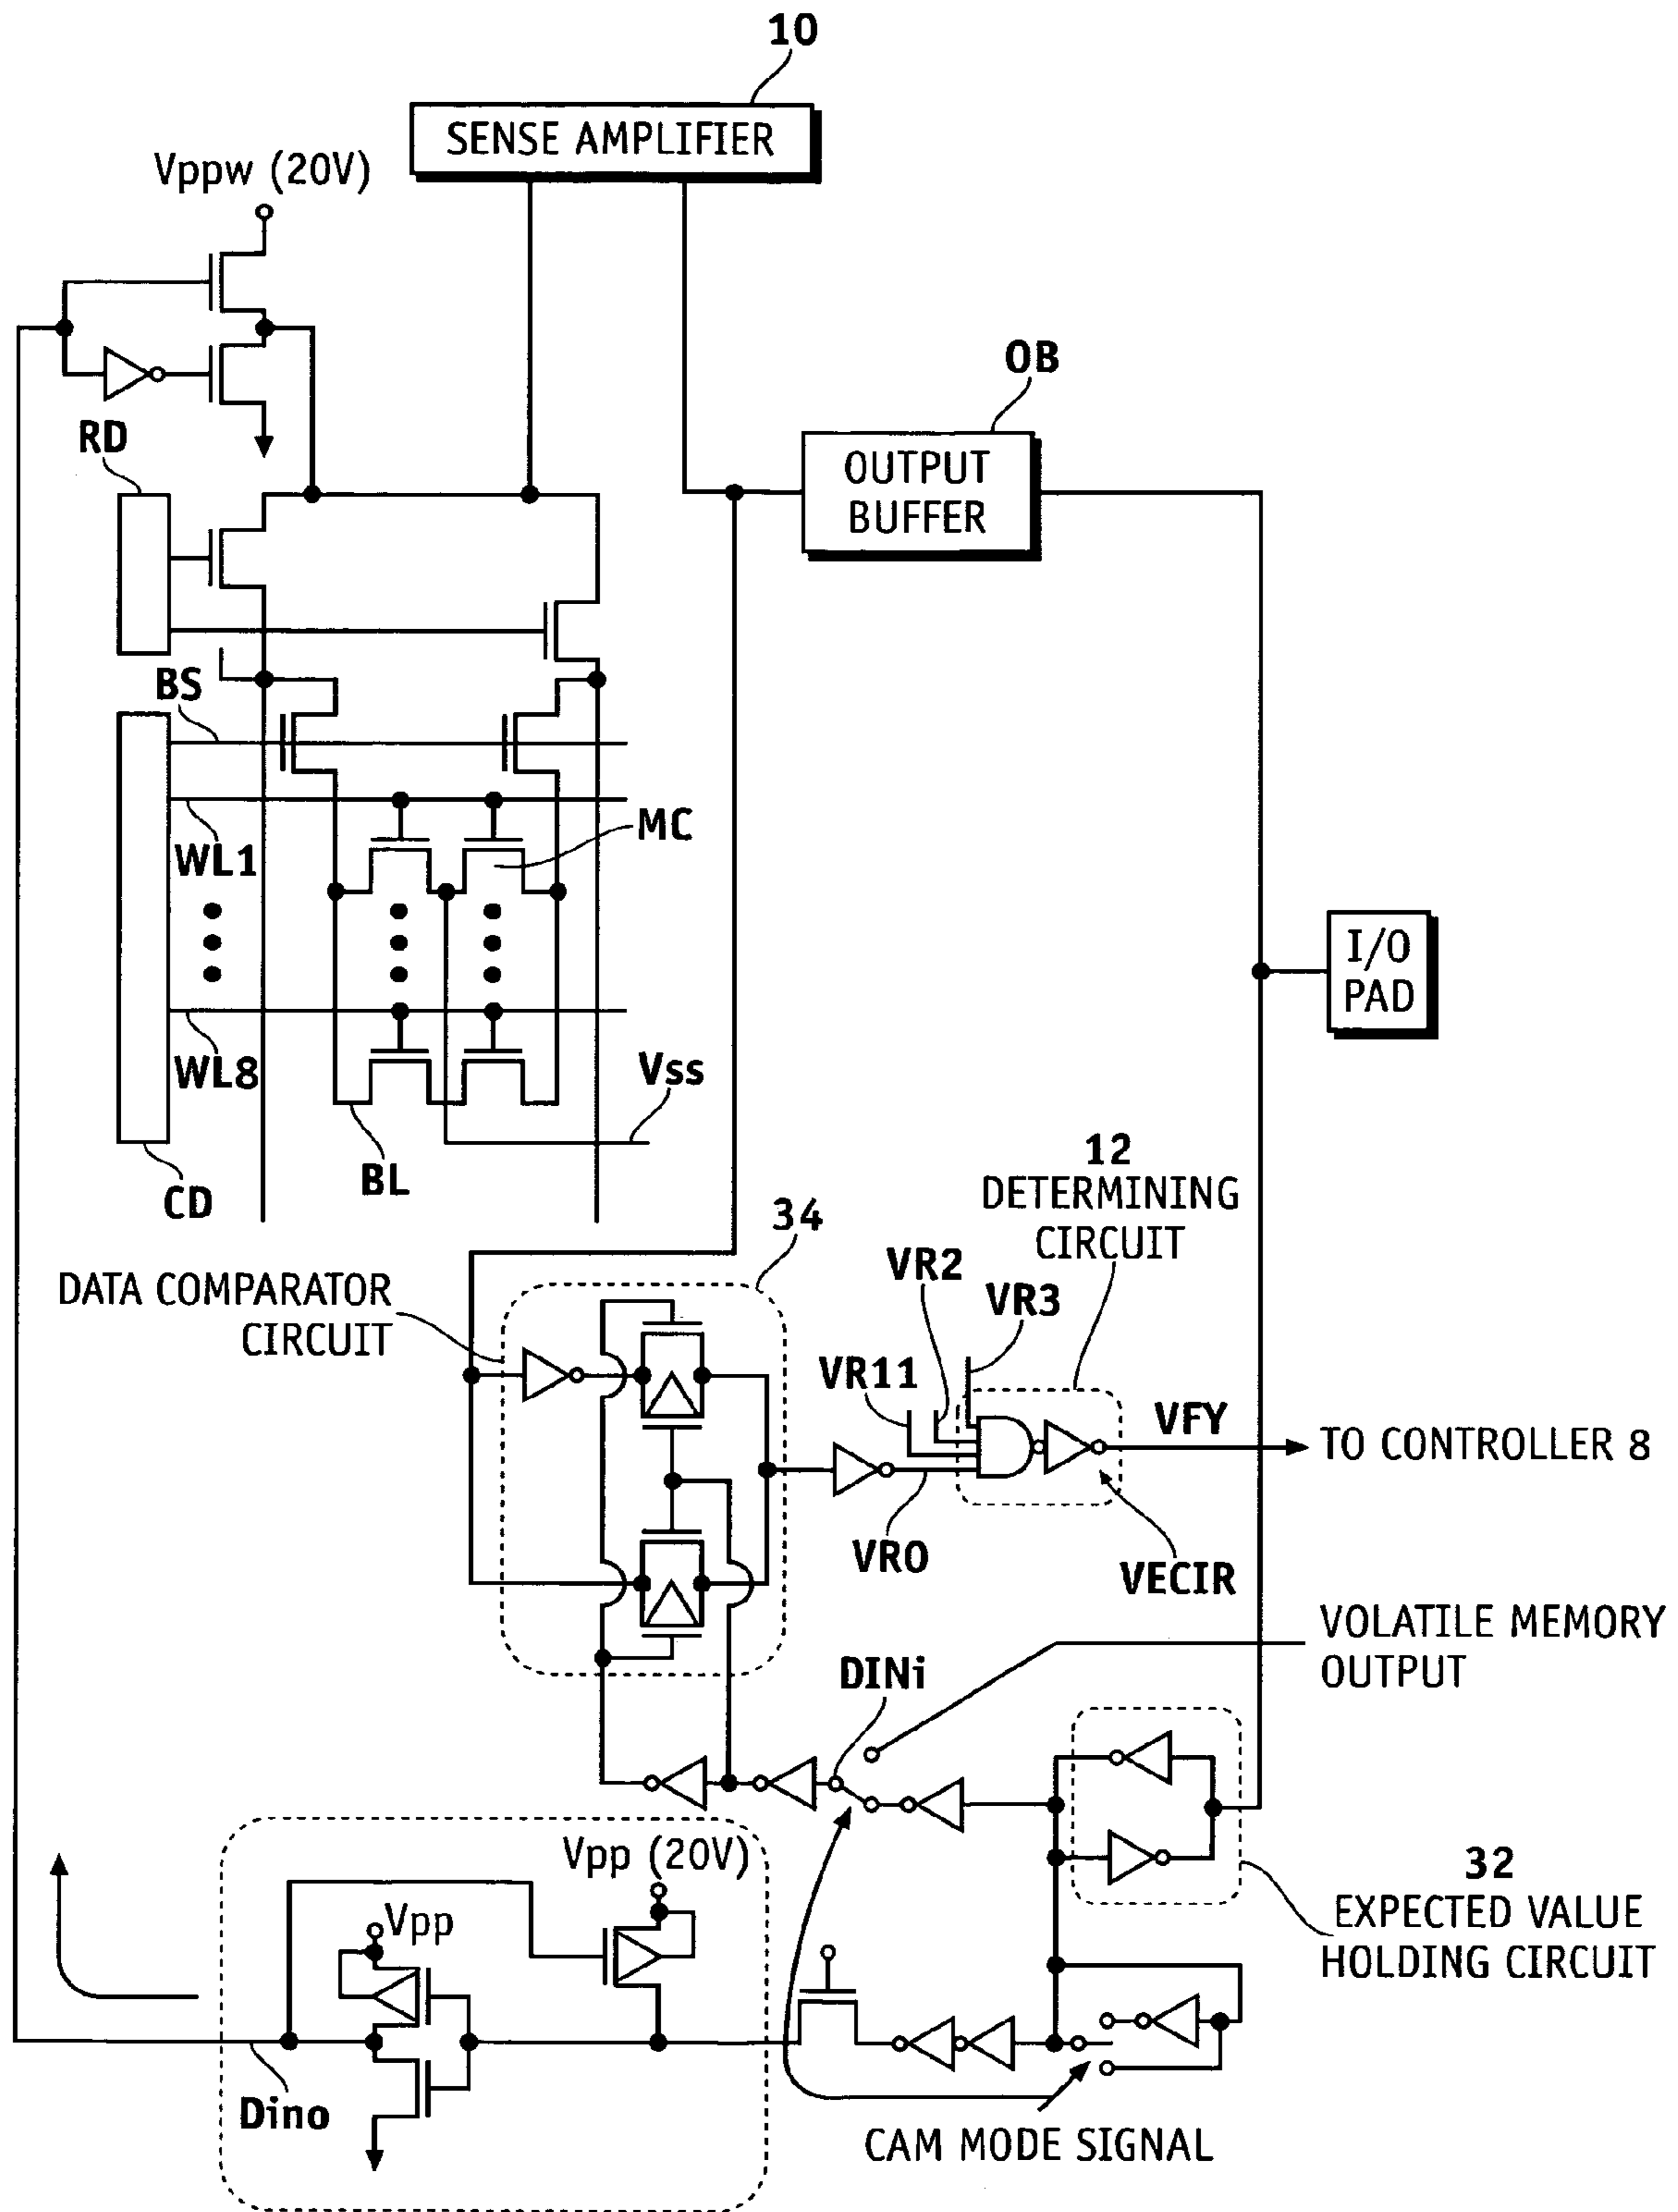 10
SENSE AMPLIFIER
Vppw (20V)
OB
OUTPUT
BUFFER
RD
BS
MC
WL1
I/O
PAD
WL8
Vss
BL
CD
12
DETERMINING
CIRCUIT
34
VR2
VR3
DATA COMPARATOR
CIRCUIT
VR11
VFY
TO CONTROLLER 8
VR0
VECIR
VOLATILE MEMORY
OUTPUT
DINi
Vpp (20V)
Vpp
32
EXPECTED VALUE
HOLDING CIRCUIT
Dino
CAM MODE SIGNAL